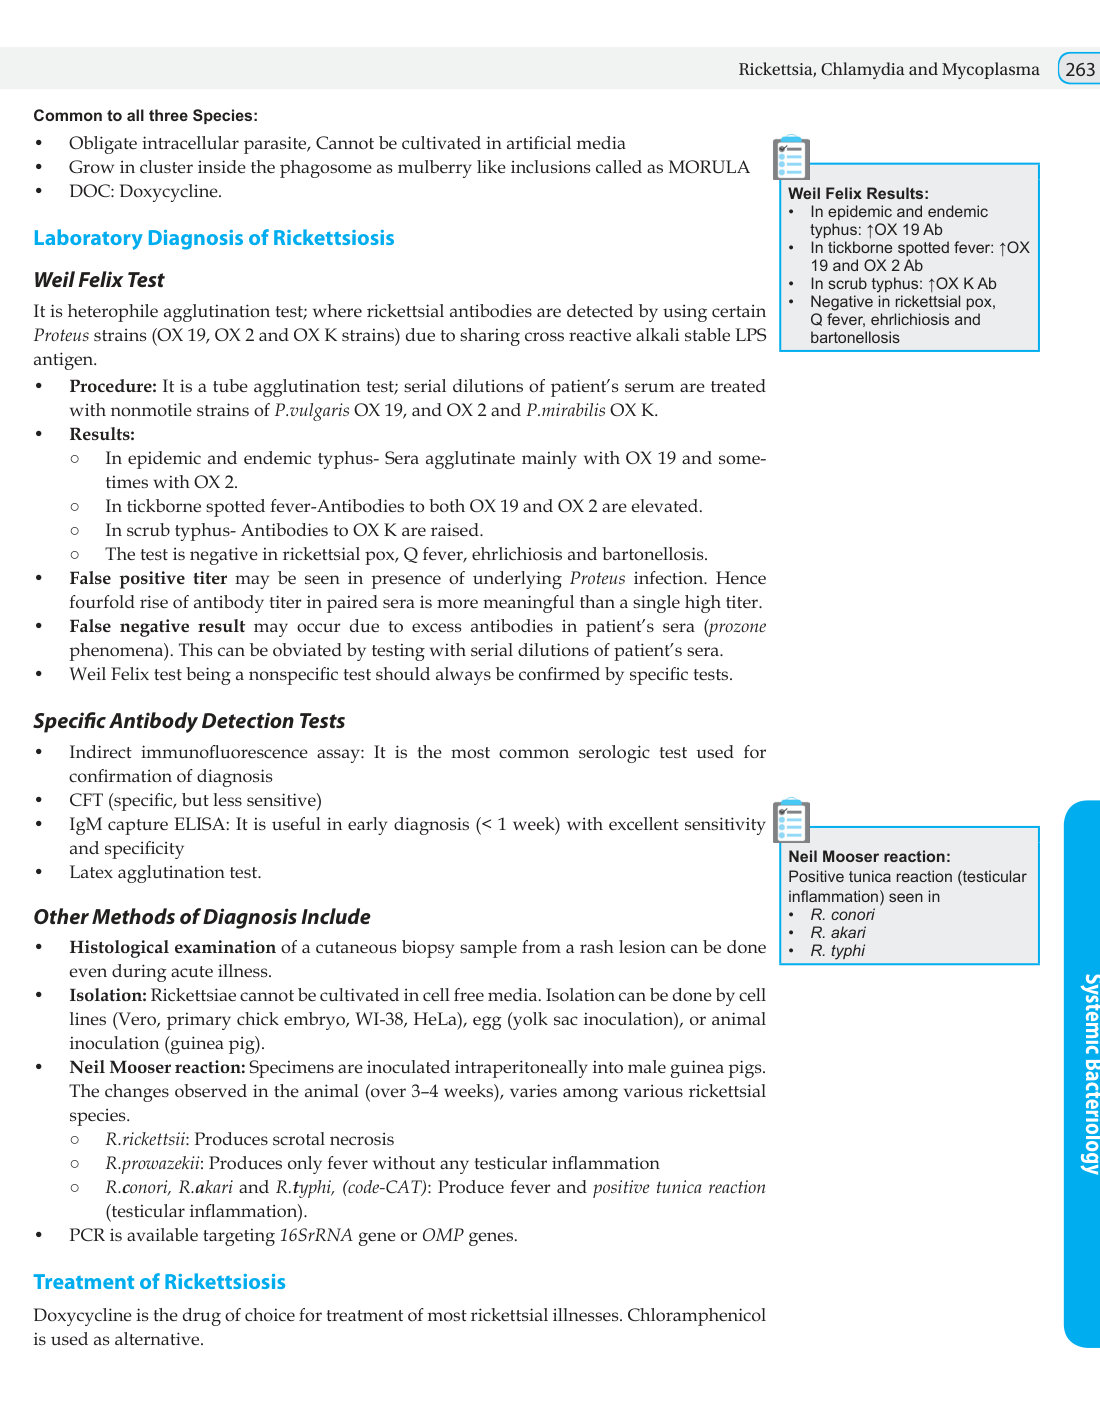 Rickettsia, Chlamydia and Mycoplasma 263
Common to all three Species:
• Obligate intracellular parasite, Cannot be cultivated in artificial media
• Grow in cluster inside the phagosome as mulberry like inclusions called as MORULA
• DOC: Doxycycline.
Laboratory Diagnosis of Rickettsiosis
Weil Felix Test
It is heterophile agglutination test; where rickettsial antibodies are detected by using certain
Proteus strains (OX 19, OX 2 and OX K strains) due to sharing cross reactive alkali stable LPS
antigen.
• Procedure: It is a tube agglutination test; serial dilutions of patient's serum are treated
with nonmotile strains of P.vulgaris OX 19, and OX 2 and P.mirabilis OX K.
• Results:
○ In epidemic and endemic typhus- Sera agglutinate mainly with OX 19 and some-
times with OX 2.
○ In tickborne spotted fever-Antibodies to both OX 19 and OX 2 are elevated.
○ In scrub typhus- Antibodies to OX K are raised.
○ The test is negative in rickettsial pox, Q fever, ehrlichiosis and bartonellosis.
• False positive titer may be seen in presence of underlying Proteus infection. Hence
fourfold rise of antibody titer in paired sera is more meaningful than a single high titer.
• False negative result may occur due to excess antibodies in patient's sera (prozone
phenomena). This can be obviated by testing with serial dilutions of patient's sera.
• Weil Felix test being a nonspecific test should always be confirmed by specific tests.
Specific Antibody Detection Tests
• Indirect immunofluorescence assay: It is the most common serologic test used for
confirmation of diagnosis
• CFT (specific, but less sensitive)
• IgM capture ELISA: It is useful in early diagnosis (< 1 week) with excellent sensitivity
and specificity
• Latex agglutination test.
Other Methods of Diagnosis Include
• Histological examination of a cutaneous biopsy sample from a rash lesion can be done
even during acute illness.
• Isolation: Rickettsiae cannot be cultivated in cell free media. Isolation can be done by cell
lines (Vero, primary chick embryo, WI-38, HeLa), egg (yolk sac inoculation), or animal
inoculation (guinea pig).
• Neil Mooser reaction: Specimens are inoculated intraperitoneally into male guinea pigs.
The changes observed in the animal (over 3–4 weeks), varies among various rickettsial
species.
○ R.rickettsii: Produces scrotal necrosis
○ R.prowazekii: Produces only fever without any testicular inflammation
○ R.conori, R.akari and R.typhi, (code-CAT): Produce fever and positive tunica reaction
(testicular inflammation).
• PCR is available targeting 16SrRNA gene or OMP genes.
Treatment of Rickettsiosis
Doxycycline is the drug of choice for treatment of most rickettsial illnesses. Chloramphenicol
is used as alternative.
Weil Felix Results:
• In epidemic and endemic
typhus: ↑OX 19 Ab
• In tickborne spotted fever: ↑OX
19 and OX 2 Ab
• In scrub typhus: ↑OX K Ab
• Negative in rickettsial pox,
Q fever, ehrlichiosis and
bartonellosis
Neil Mooser reaction:
Positive tunica reaction (testicular
inflammation) seen in
• R. conori
• R. akari
• R. typhi
Systemic Bacteriology